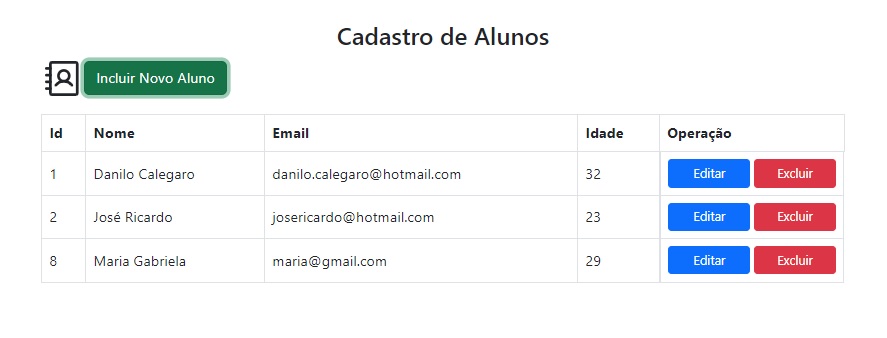 Cadastro de Alunos
Incluir Novo Aluno
Id Nome Email Idade Operação
1 Danilo Calegaro danilo.calegaro@hotmail.com 32 Editar Excluir
2 José Ricardo josericardo@hotmail.com 23 Editar Excluir
8 Maria Gabriela maria@gmail.com 29 Editar Excluir